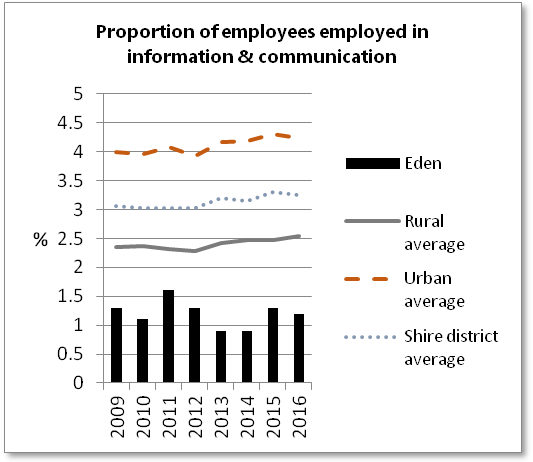 Proportion of employees employed in
information & communication
5
4.5
4
3.5
3
2.5
2
1.5
1
0.5
0
%
2009
2010
2011
2012
2013
2014
2015
2016
Eden
Rural
average
Urban
average
Shire district
average